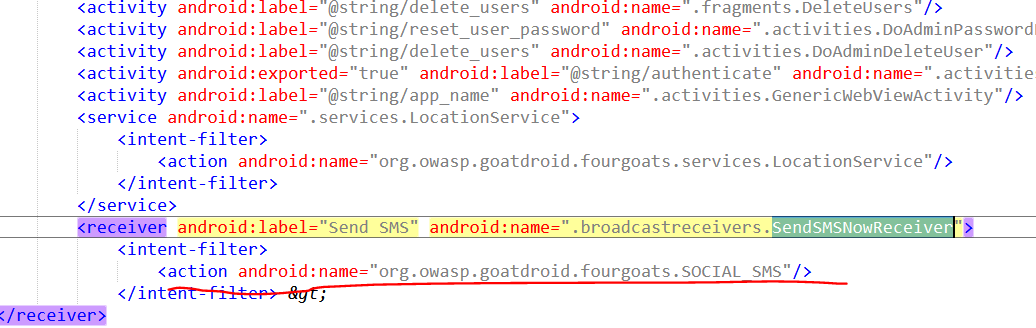 <activity android:label="@string/delete_users" android:name=".fragments.DeleteUsers"/>
<activity android:label="@string/reset_user_password" android:name=".activities.DoAdminPassword
<activity android:label="@string/delete_users" android:name=".activities.DoAdminDeleteUser"/>
<activity android:exported="true" android:label="@string/authenticate" android:name=".activities
<activity android:label="@string/app_name" android:name=".activities.GenericWebViewActivity"/>
<service android:name=".services.LocationService">
<intent-filter>
<action android:name="org.owasp.goatdroid.fourgoats.services.LocationService"/>
</intent-filter>
</service>
<receiver android:label="Send SMS" android:name=".broadcastreceivers.SendSMSNowReceiver">
<intent-filter>
<action android:name="org.owasp.goatdroid.fourgoats.SOCIAL_SMS"/>
</intent-filter> &gt;
</receiver>